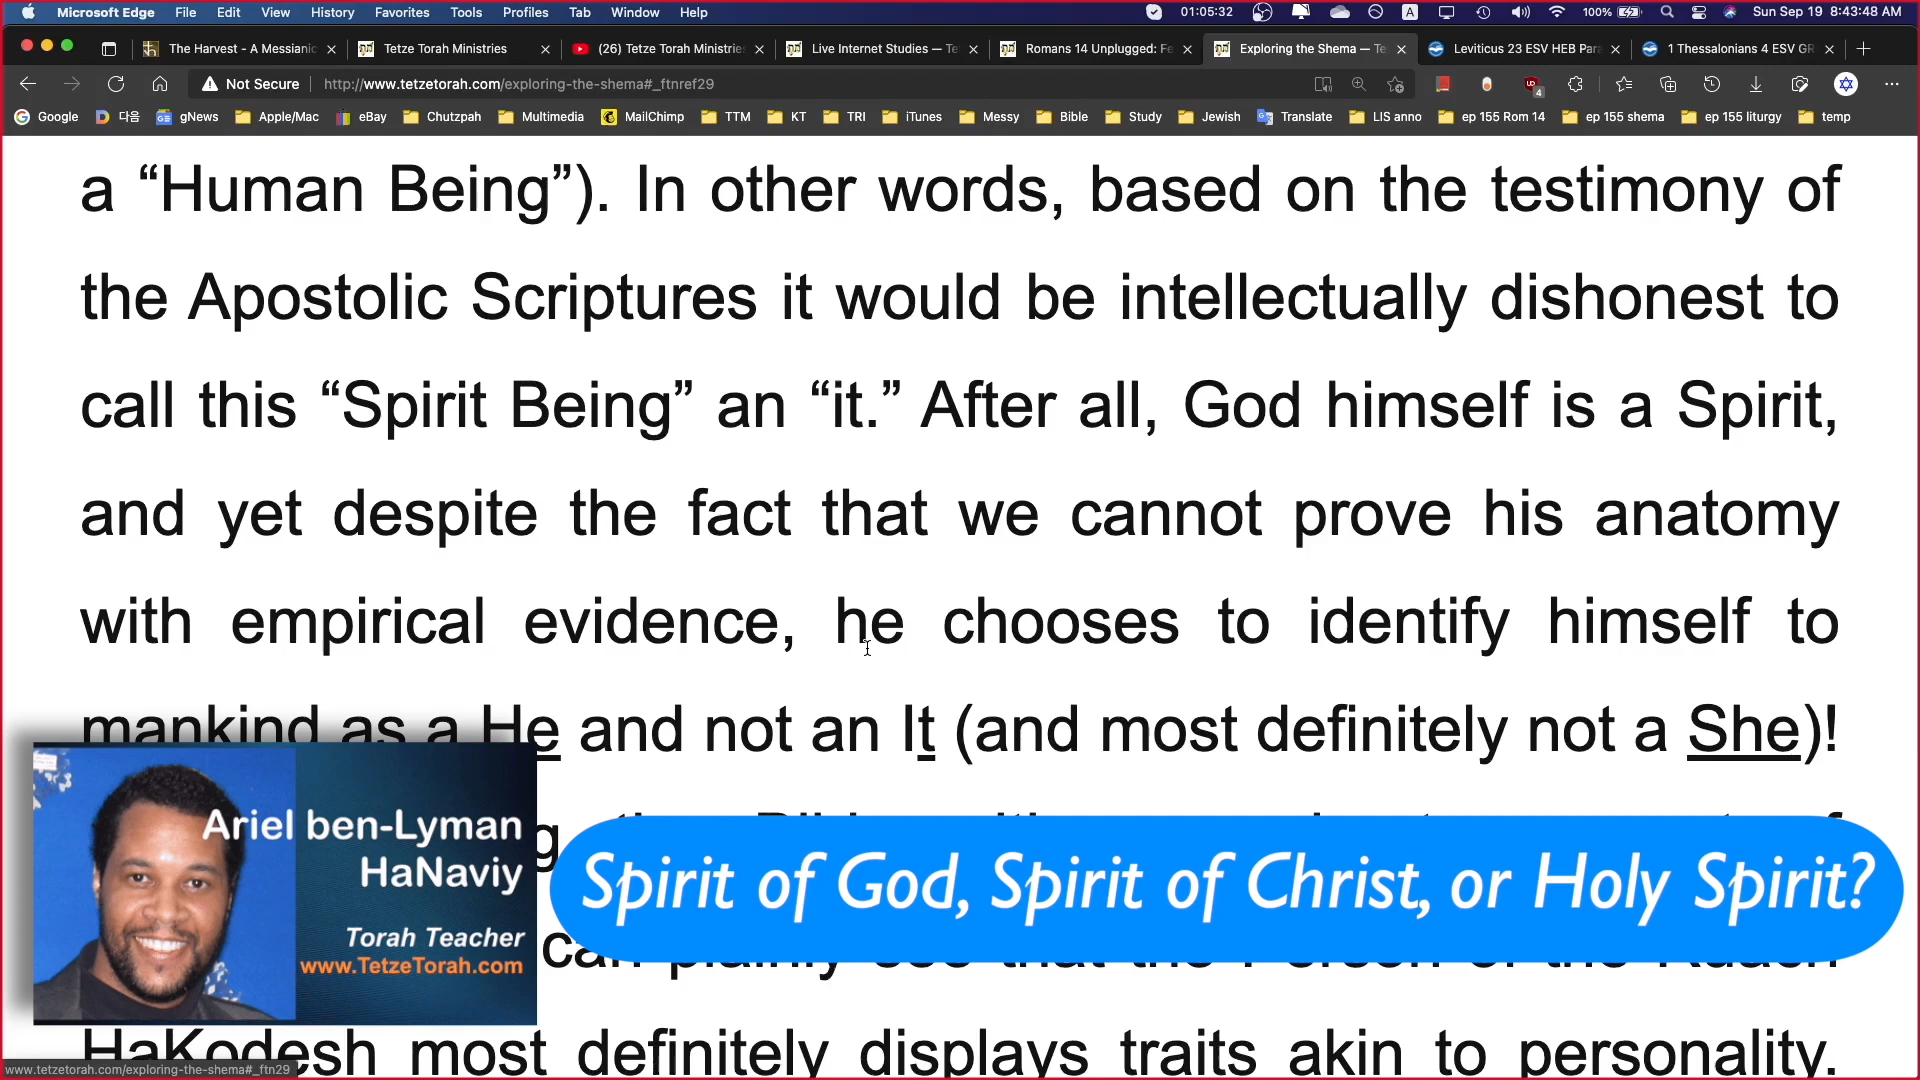 Microsoft Edge File Edit View History Favorites Tools Profiles Tab Window Help 01:05:32 A 100% Sun Sep 19 8:43:48 AM
The Harvest - A Messianic Tetze Torah Ministries (26) Tetze Torah Ministries Live Internet Studies — Te Romans 14 Unplugged: Fe Exploring the Shema — Te Leviticus 23 ESV HEB Para 1 Thessalonians 4 ESV GR
Not Secure http://www.tetzetorah.com/exploring-the-shema#_ftnref29 4
Google 다음 gNews Apple/Mac eBay Chutzpah Multimedia MailChimp TTM KT TRI iTunes Messy Bible Study Jewish Translate LIS anno ep 155 Rom 14 ep 155 shema ep 155 liturgy temp
a “Human Being”). In other words, based on the testimony of
the Apostolic Scriptures it would be intellectually dishonest to
call this “Spirit Being” an “it.” After all, God himself is a Spirit,
and yet despite the fact that we cannot prove his anatomy
with empirical evidence, he chooses to identify himself to
mankind as a He and not an It (and most definitely not a She)!
Ariel ben-Lyman
HaNaviy
Torah Teacher
www.TetzeTorah.com
Spirit of God, Spirit of Christ, or Holy Spirit?
HaKodesh most definitely displays traits akin to personality.
www.tetzetorah.com/exploring-the-shema#_ftn29